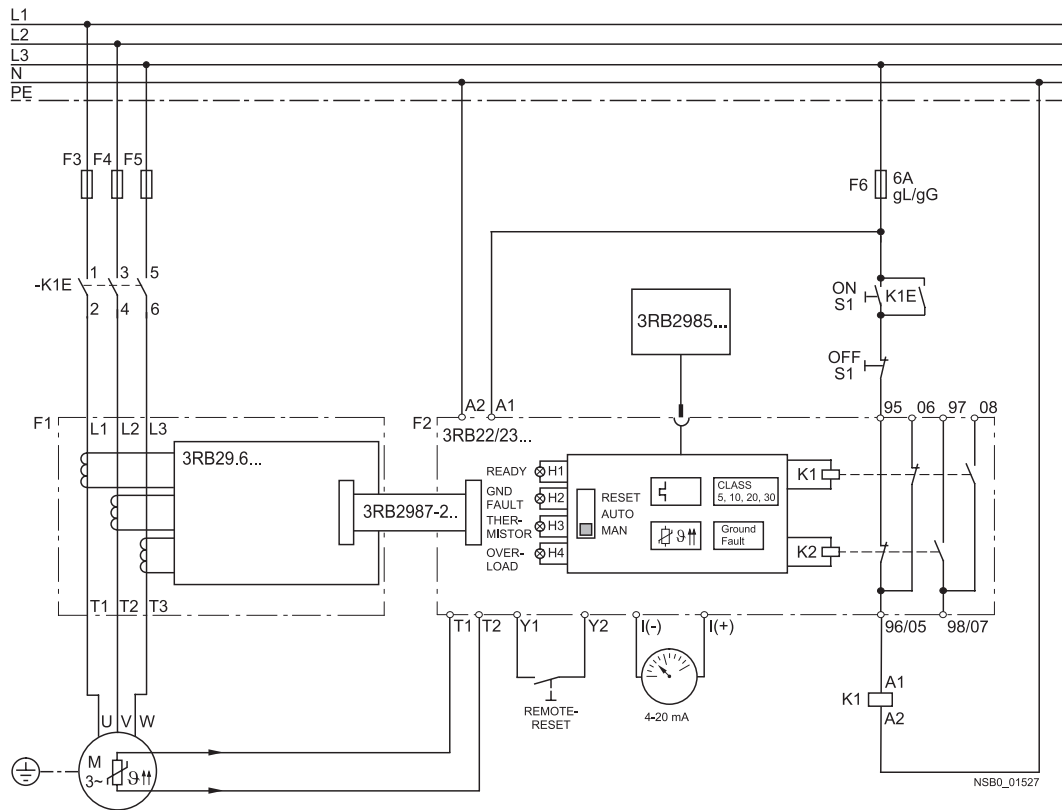 L1
L2
L3
N
PE
F3 F4 F5
F6 6A
gL/gG
-K1E 1 3 5
2 4 6
ON
S1
K1E
3RB2985...
OFF
S1
F1 L1 L2 L3
F2 A2 A1
95 06 97 08
3RB22/23...
3RB29.6...
READY H1
GND
FAULT H2
THER-
MISTOR H3
OVER-
LOAD H4
3RB2987-2..
RESET
AUTO
MAN
CLASS
5, 10, 20, 30
ϑ
Ground
Fault
K1
K2
T1 T2 T3
T1 T2 Y1 Y2 I(-) I(+) 96/05 98/07
REMOTE-
RESET
4-20 mA
K1 A1
A2
U V W
M
3~ ϑ
NSB0_01527